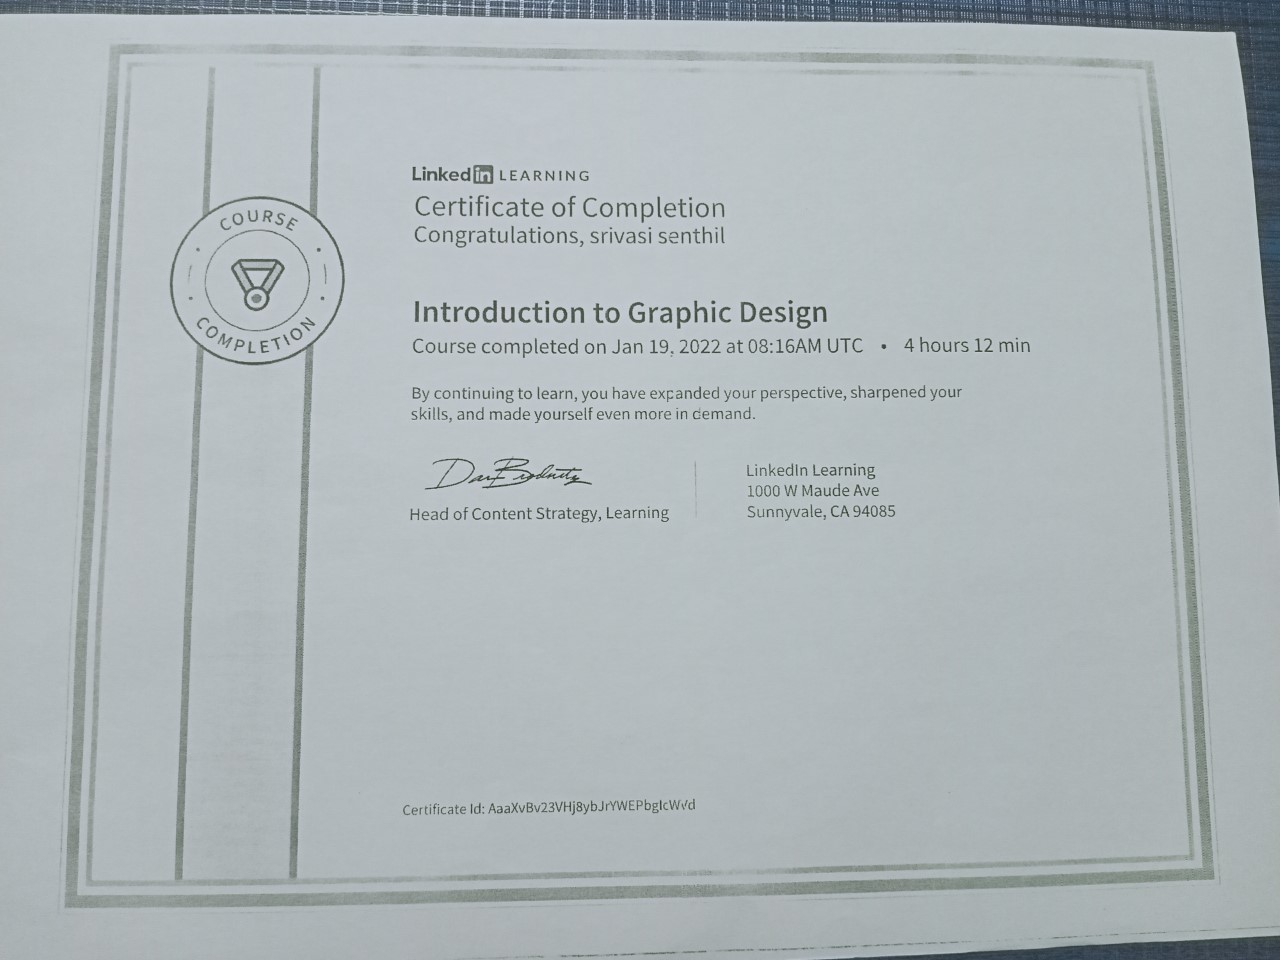 LinkedIn LEARNING
Certificate of Completion
Congratulations, srivasi senthil
COURSE
COMPLETION
Introduction to Graphic Design
Course completed on Jan 19, 2022 at 08:16AM UTC • 4 hours 12 min
By continuing to learn, you have expanded your perspective, sharpened your
skills, and made yourself even more in demand.
Head of Content Strategy, Learning
LinkedIn Learning
1000 W Maude Ave
Sunnyvale, CA 94085
Certificate Id: